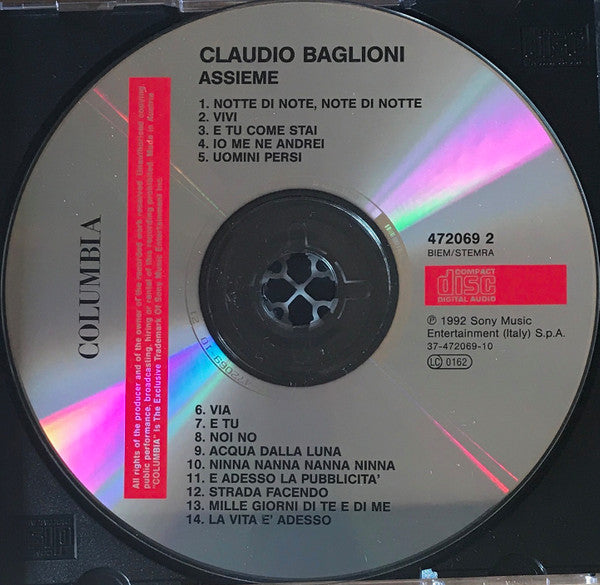 CLAUDIO BAGLIONI
ASSIEME
1. NOTTE DI NOTE, NOTE DI NOTTE
2. VIVI
3. E TU COME STAI
4. IO ME NE ANDREI
5. UOMINI PERSI
COLUMBIA
All rights of the producer and of the owner of the recorded work reserved. Unauthorised copying,
public performance, broadcasting, hiring or rental of this recording prohibited. Made in Austria
"COLUMBIA" is The Exclusive Trademark Of Sony Music Entertainment Inc.
472069 2
BIEM/STEMRA
COMPACT
disc
DIGITAL AUDIO
℗ 1992 Sony Music
Entertainment (Italy) S.p.A.
37-472069-10
LC 0162
6. VIA
7. E TU
8. NOI NO
9. ACQUA DALLA LUNA
10. NINNA NANNA NANNA NINNA
11. E ADESSO LA PUBBLICITA'
12. STRADA FACENDO
13. MILLE GIORNI DI TE E DI ME
14. LA VITA E' ADESSO